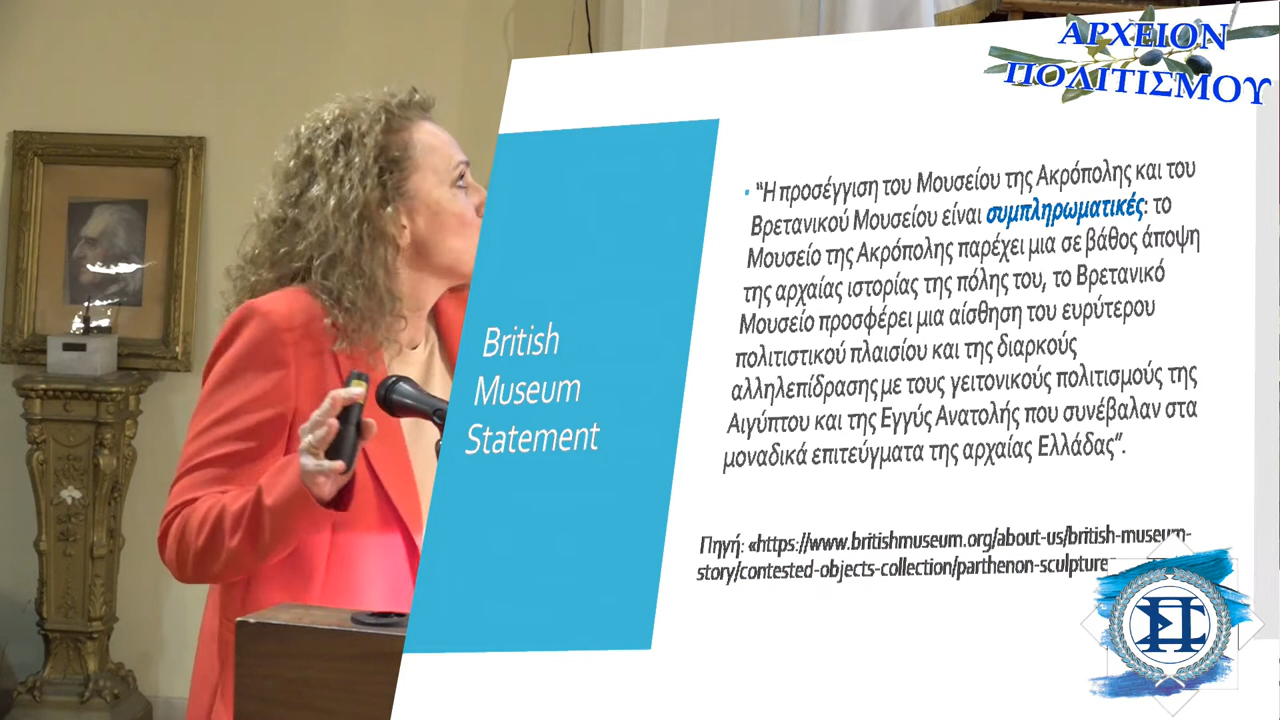 ΑΡΧΕΙΟΝ
ΠΟΛΙΤΙΣΜΟΥ
British
Museum
Statement
"Η προσέγγιση του Μουσείου της Ακρόπολης και του
Βρετανικού Μουσείου είναι συμπληρωματικές: το
Μουσείο της Ακρόπολης παρέχει μια σε βάθος άποψη
της αρχαίας ιστορίας της πόλης του, το Βρετανικό
Μουσείο προσφέρει μια αίσθηση του ευρύτερου
πολιτιστικού πλαισίου και της διαρκούς
αλληλεπίδρασης με τους γειτονικούς πολιτισμούς της
Αιγύπτου και της Εγγύς Ανατολής που συνέβαλαν στα
μοναδικά επιτεύγματα της αρχαίας Ελλάδας".
Πηγή: «https://www.britishmuseum.org/about-us/british-museum-
story/contested-objects-collection/parthenon-sculpture